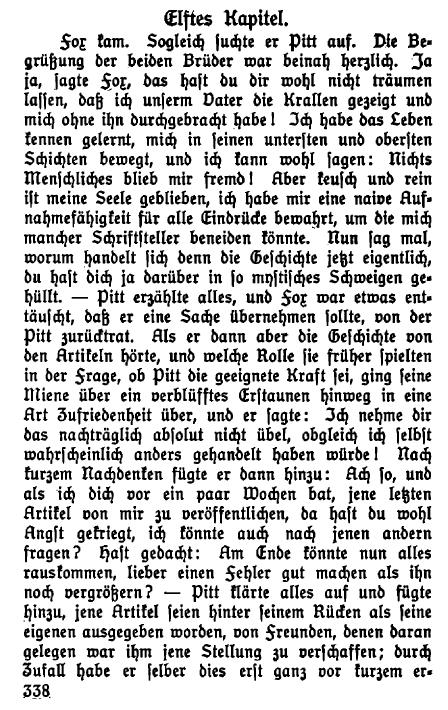 Elftes Kapitel.
Fox kam. Sogleich suchte er Pitt auf. Die Be-
grüßung der beiden Brüder war beinah herzlich. Ja
ja, sagte Fox, das hast du dir wohl nicht träumen
lassen, daß ich unserm Vater die Krallen gezeigt und
mich ohne ihn durchgebracht habe! Ich habe das Leben
kennen gelernt, mich in seinen untersten und obersten
Schichten bewegt, und ich kann wohl sagen: Nichts
Menschliches blieb mir fremd! Aber keusch und rein
ist meine Seele geblieben, ich habe mir eine naive Auf-
nahmefähigkeit für alle Eindrücke bewahrt, um die mich
mancher Schriftsteller beneiden könnte. Nun sag mal,
worum handelt sich denn die Geschichte jetzt eigentlich,
du hast dich ja darüber in so mystisches Schweigen ge-
hüllt. — Pitt erzählte alles, und Fox war etwas ent-
täuscht, daß er eine Sache übernehmen sollte, von der
Pitt zurücktrat. Als er dann aber die Geschichte von
den Artikeln hörte, und welche Rolle sie früher spielten
in der Frage, ob Pitt die geeignete Kraft sei, ging seine
Miene über ein verblüfftes Erstaunen hinweg in eine
Art Zufriedenheit über, und er sagte: Ich nehme dir
das nachträglich absolut nicht übel, obgleich ich selbst
wahrscheinlich anders gehandelt haben würde! Nach
kurzem Nachdenken fügte er dann hinzu: Ach so, und
als ich dich vor ein paar Wochen bat, jene letzten
Artikel von mir zu veröffentlichen, da hast du wohl
Angst gekriegt, ich könnte auch nach jenen andern
fragen? Hast gedacht: Am Ende könnte nun alles
rauskommen, lieber einen Fehler gut machen als ihn
noch vergrößern? — Pitt klärte alles auf und fügte
hinzu, jene Artikel seien hinter seinem Rücken als seine
eigenen ausgegeben worden, von Freunden, denen daran
gelegen war ihm jene Stellung zu verschaffen; durch
Zufall habe er selber dies erst ganz vor kurzem er-
338